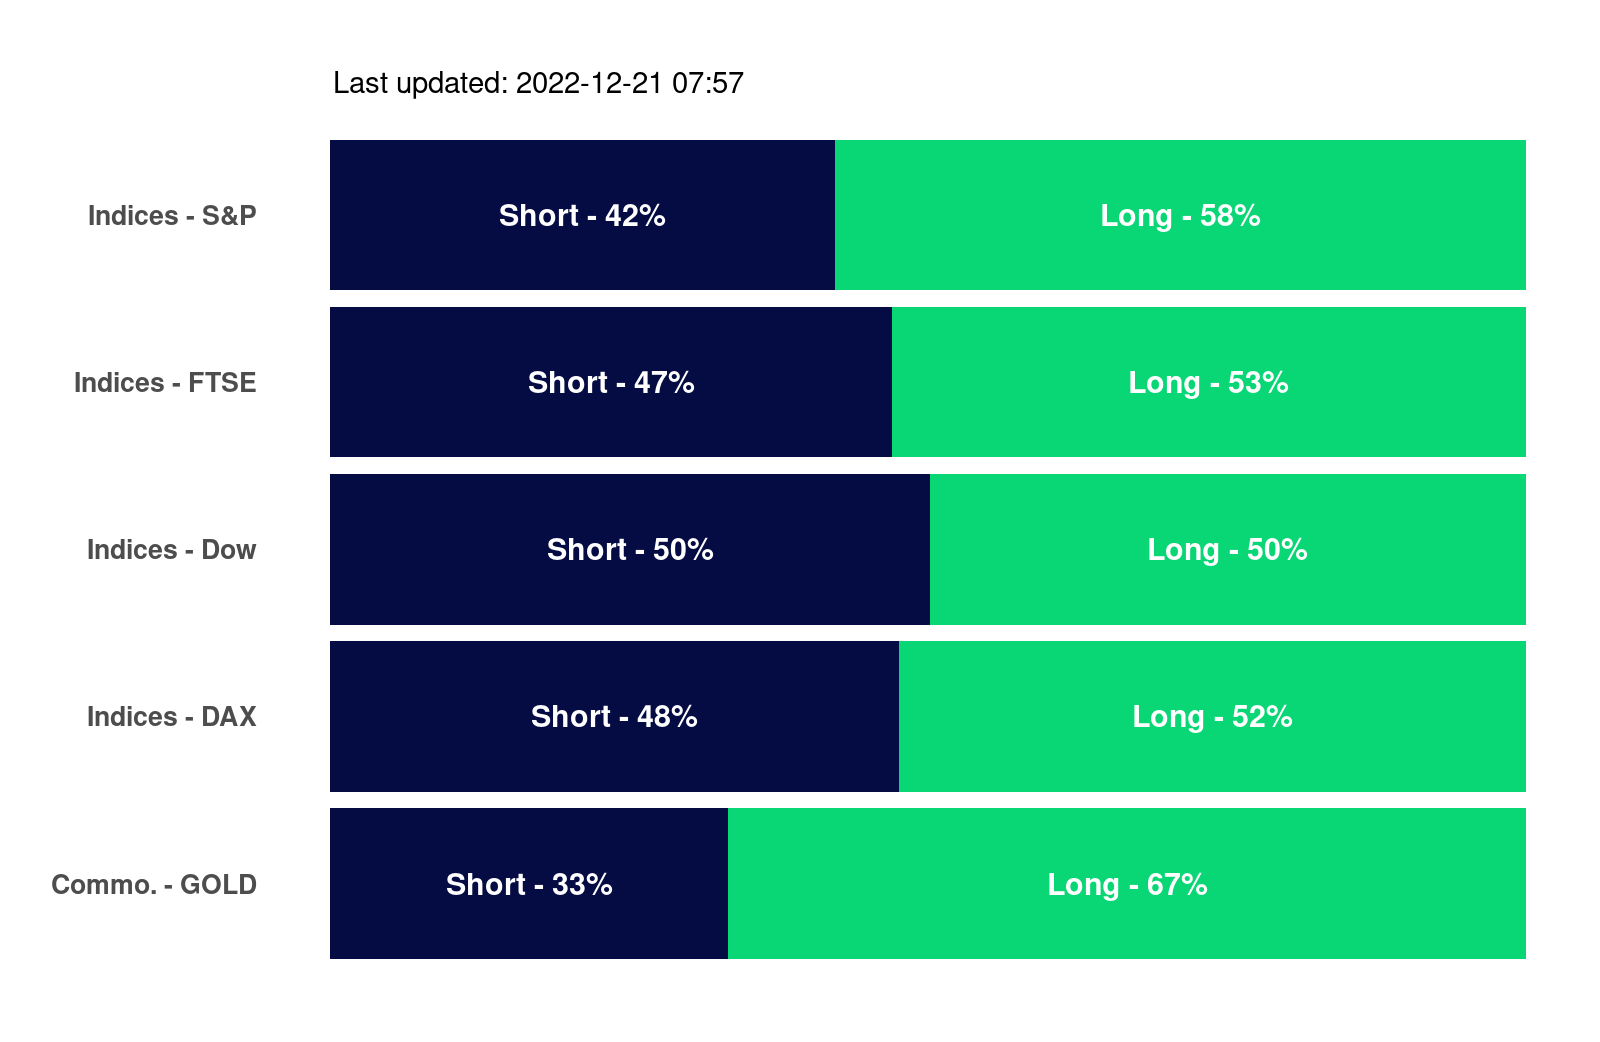 Last updated: 2022-12-21 07:57
Indices - S&P Short - 42% Long - 58%
Indices - FTSE Short - 47% Long - 53%
Indices - Dow Short - 50% Long - 50%
Indices - DAX Short - 48% Long - 52%
Commo. - GOLD Short - 33% Long - 67%